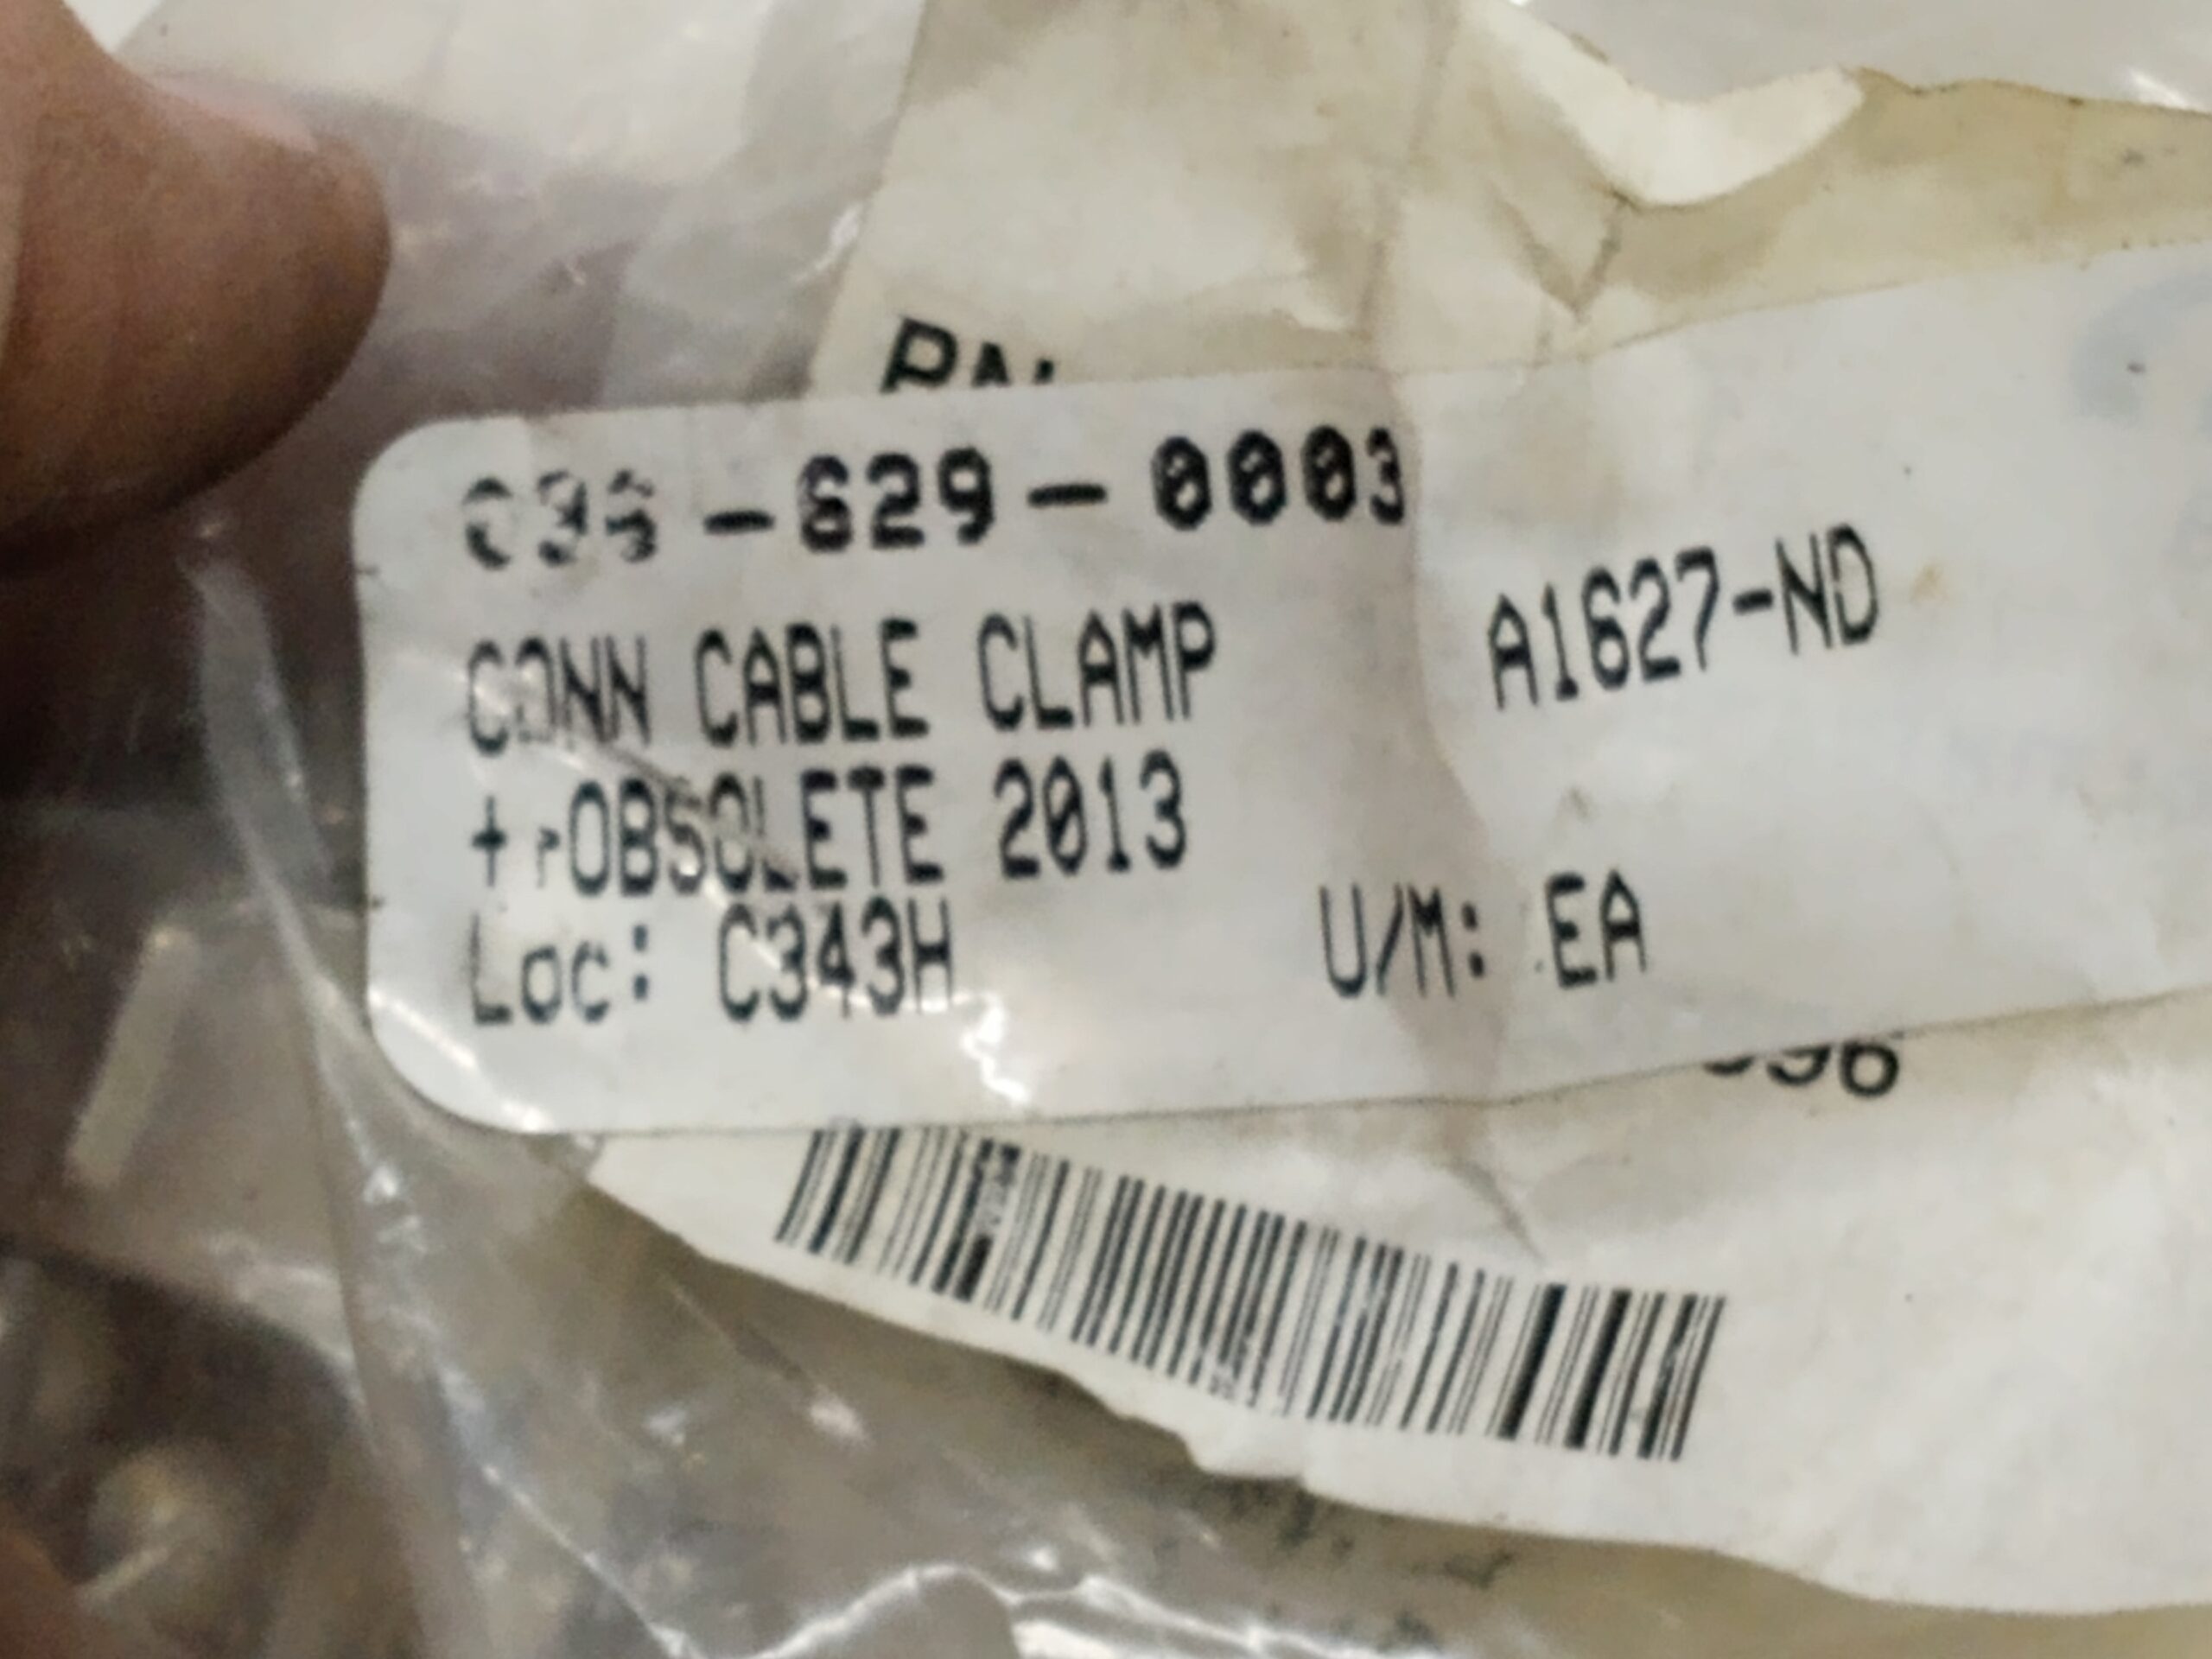 -629-0003
CONN CABLE CLAMP A1627-ND
OBSOLETE 2013
Loc: C343H U/M: EA